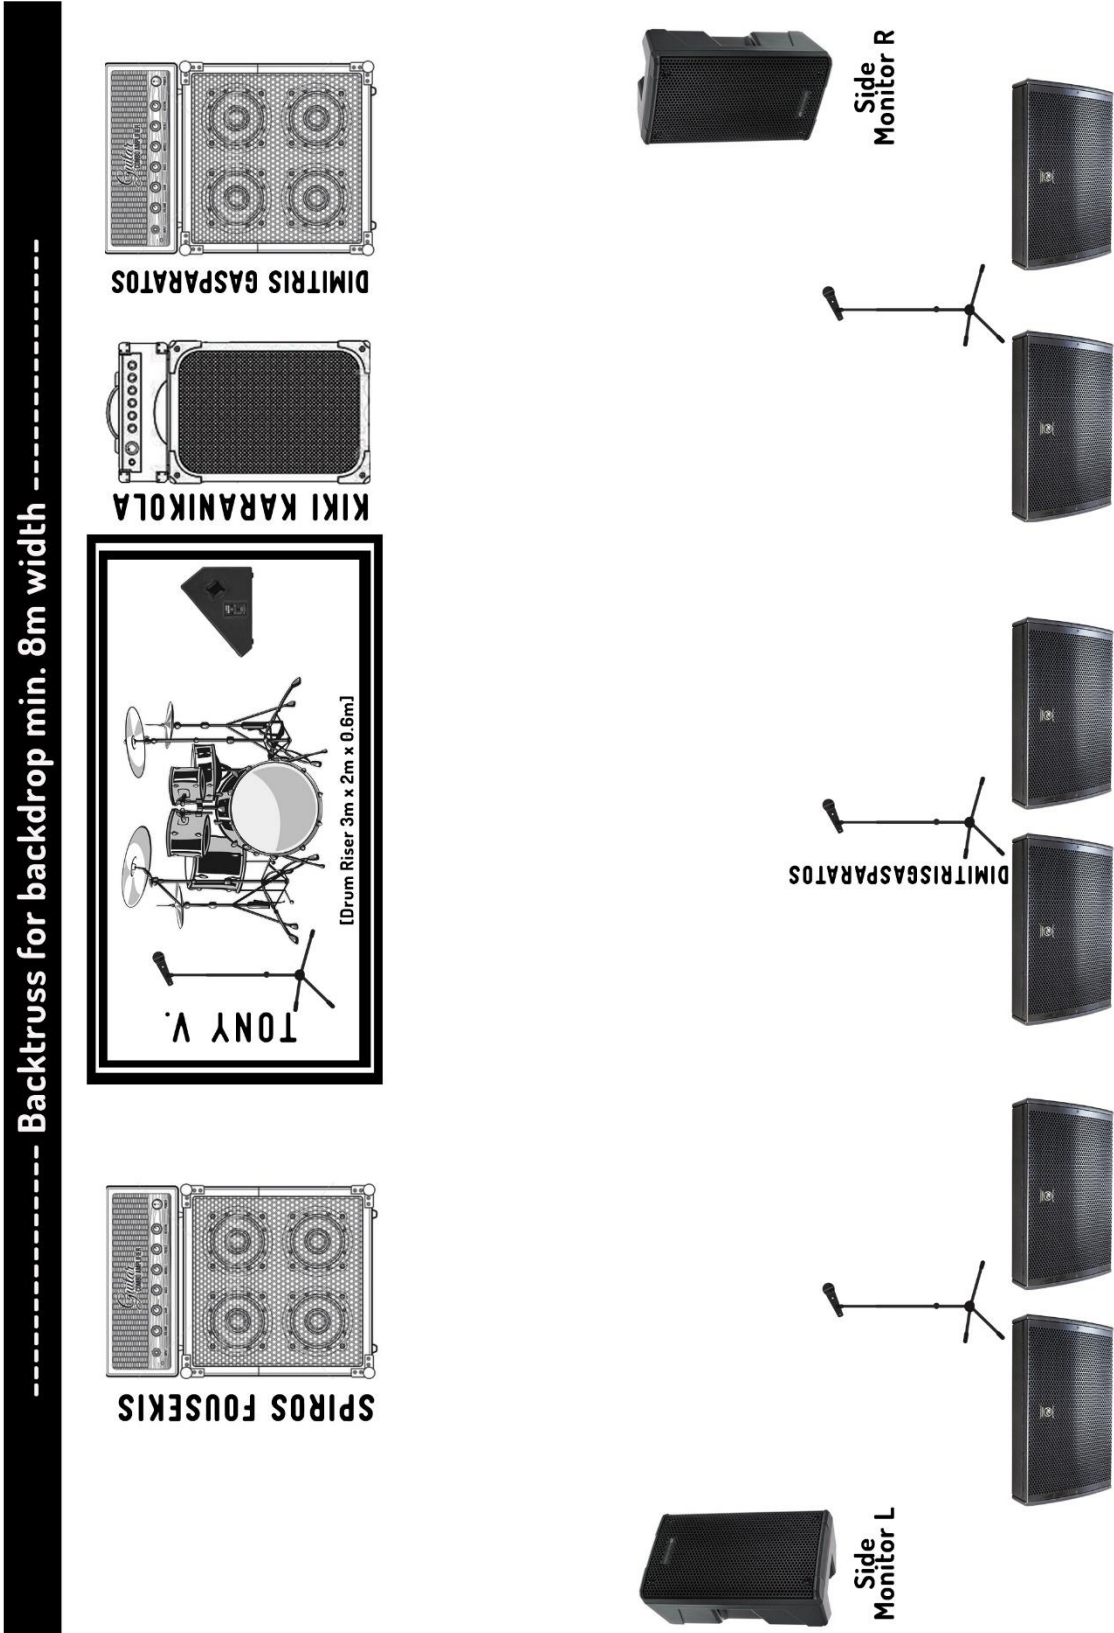 ------------- Backtruss for backdrop min. 8m width -------------
SPIROS FOUSEKIS
TONY V.
[Drum Riser 3m x 2m x 0.6m]
KIKI KARANIKOLA
DIMITRIS GASPARATOS
Side
Monitor L
DIMITRISGASPARATOS
Side
Monitor R